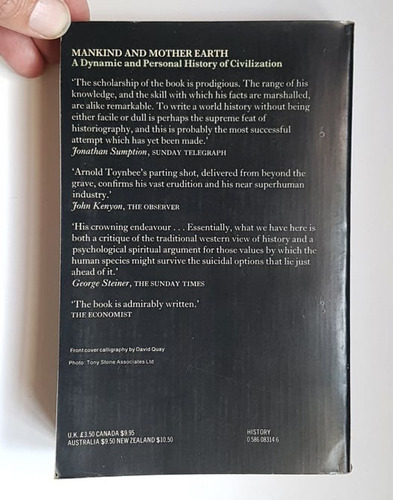 MANKIND AND MOTHER EARTH
A Dynamic and Personal History of Civilization
'The scholarship of the book is prodigious. The range of his
knowledge, and the skill with which his facts are marshalled,
are alike remarkable. To write a world history without being
either facile or dull is perhaps the supreme feat of
historiography, and this is probably the most successful
attempt which has yet been made.'
Jonathan Sumption, SUNDAY TELEGRAPH
'Arnold Toynbee's parting shot, delivered from beyond the
grave, confirms his vast erudition and his near superhuman
industry.'
John Kenyon, THE OBSERVER
'His crowning endeavour . . . Essentially, what we have here is
both a critique of the traditional western view of history and a
psychological spiritual argument for those values by which the
human species might survive the suicidal options that lie just
ahead of it.'
George Steiner, THE SUNDAY TIMES
'The book is admirably written.'
THE ECONOMIST
Front cover calligraphy by David Quay
Photo: Tony Stone Associates Ltd
U.K. £3.50 CANADA $9.95
AUSTRALIA $9.50 NEW ZEALAND $10.50
HISTORY
0 586 08314 6